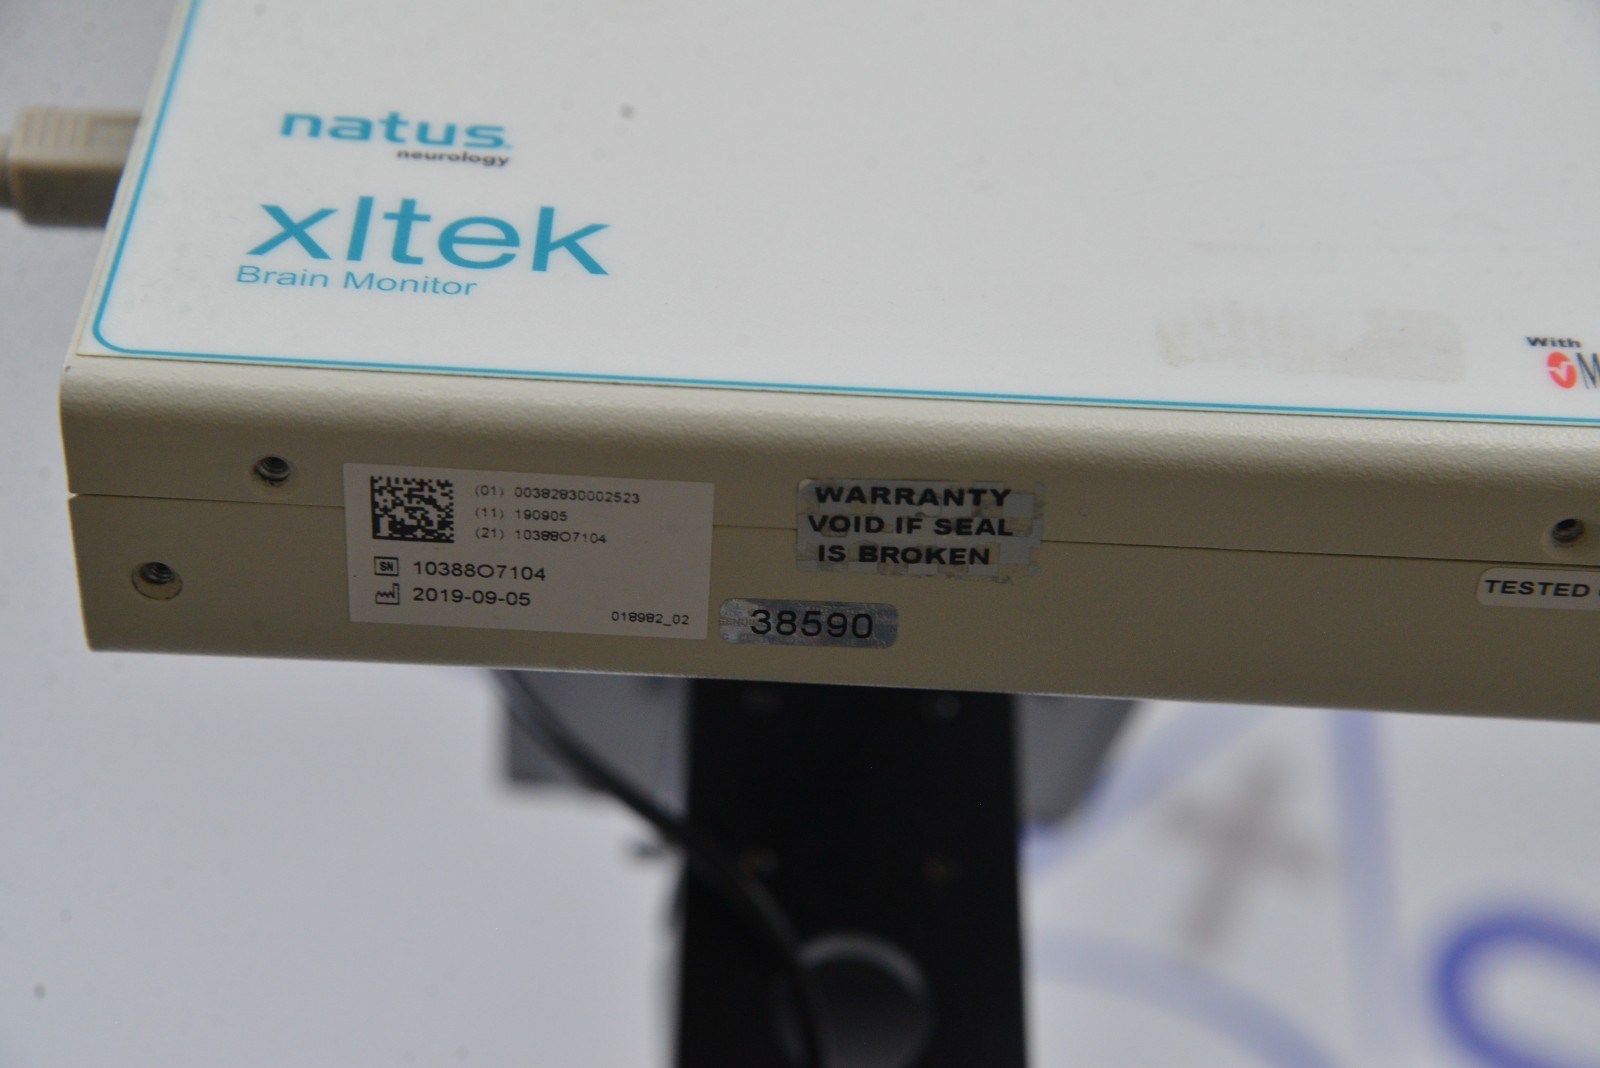 natus
neurology
xltek
Brain Monitor
With
(01) 00382830002523
(11) 190905
(21) 10388O7104
SN 10388O7104
2019-09-05
018982_02
WARRANTY
VOID IF SEAL
IS BROKEN
38590
TESTED